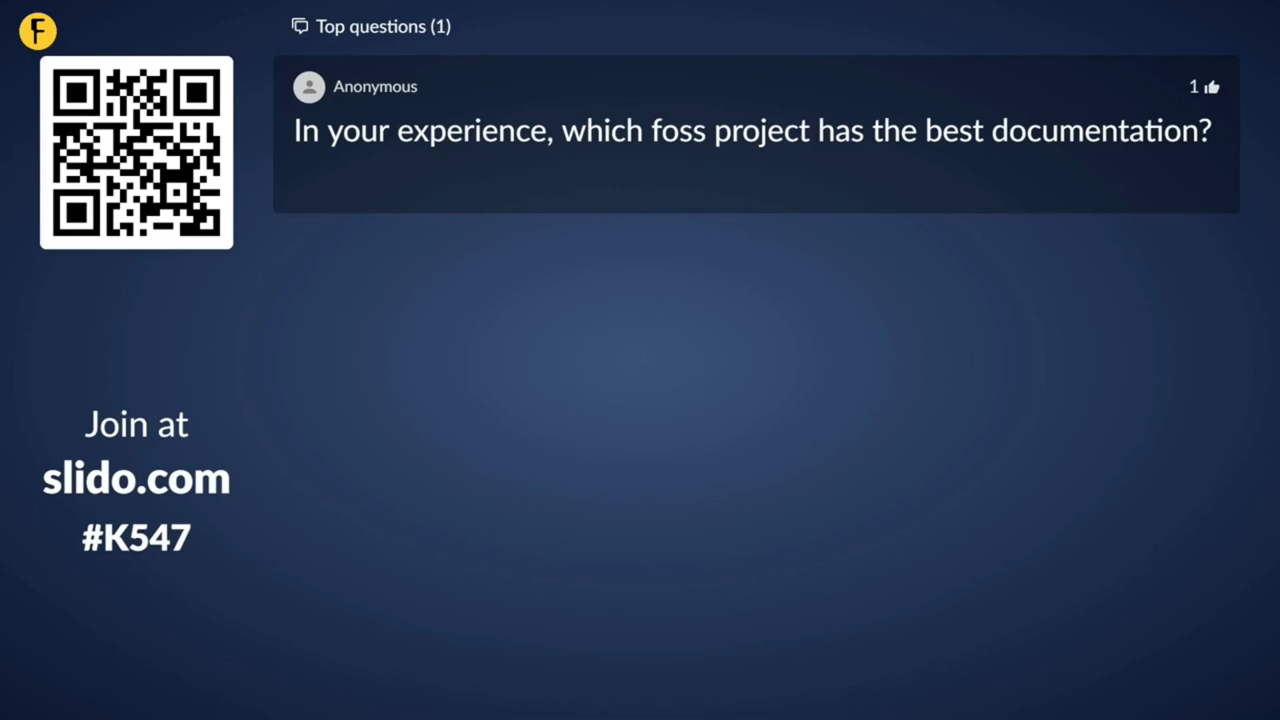 F
Top questions (1)
Anonymous
1
In your experience, which foss project has the best documentation?
Join at
slido.com
#K547